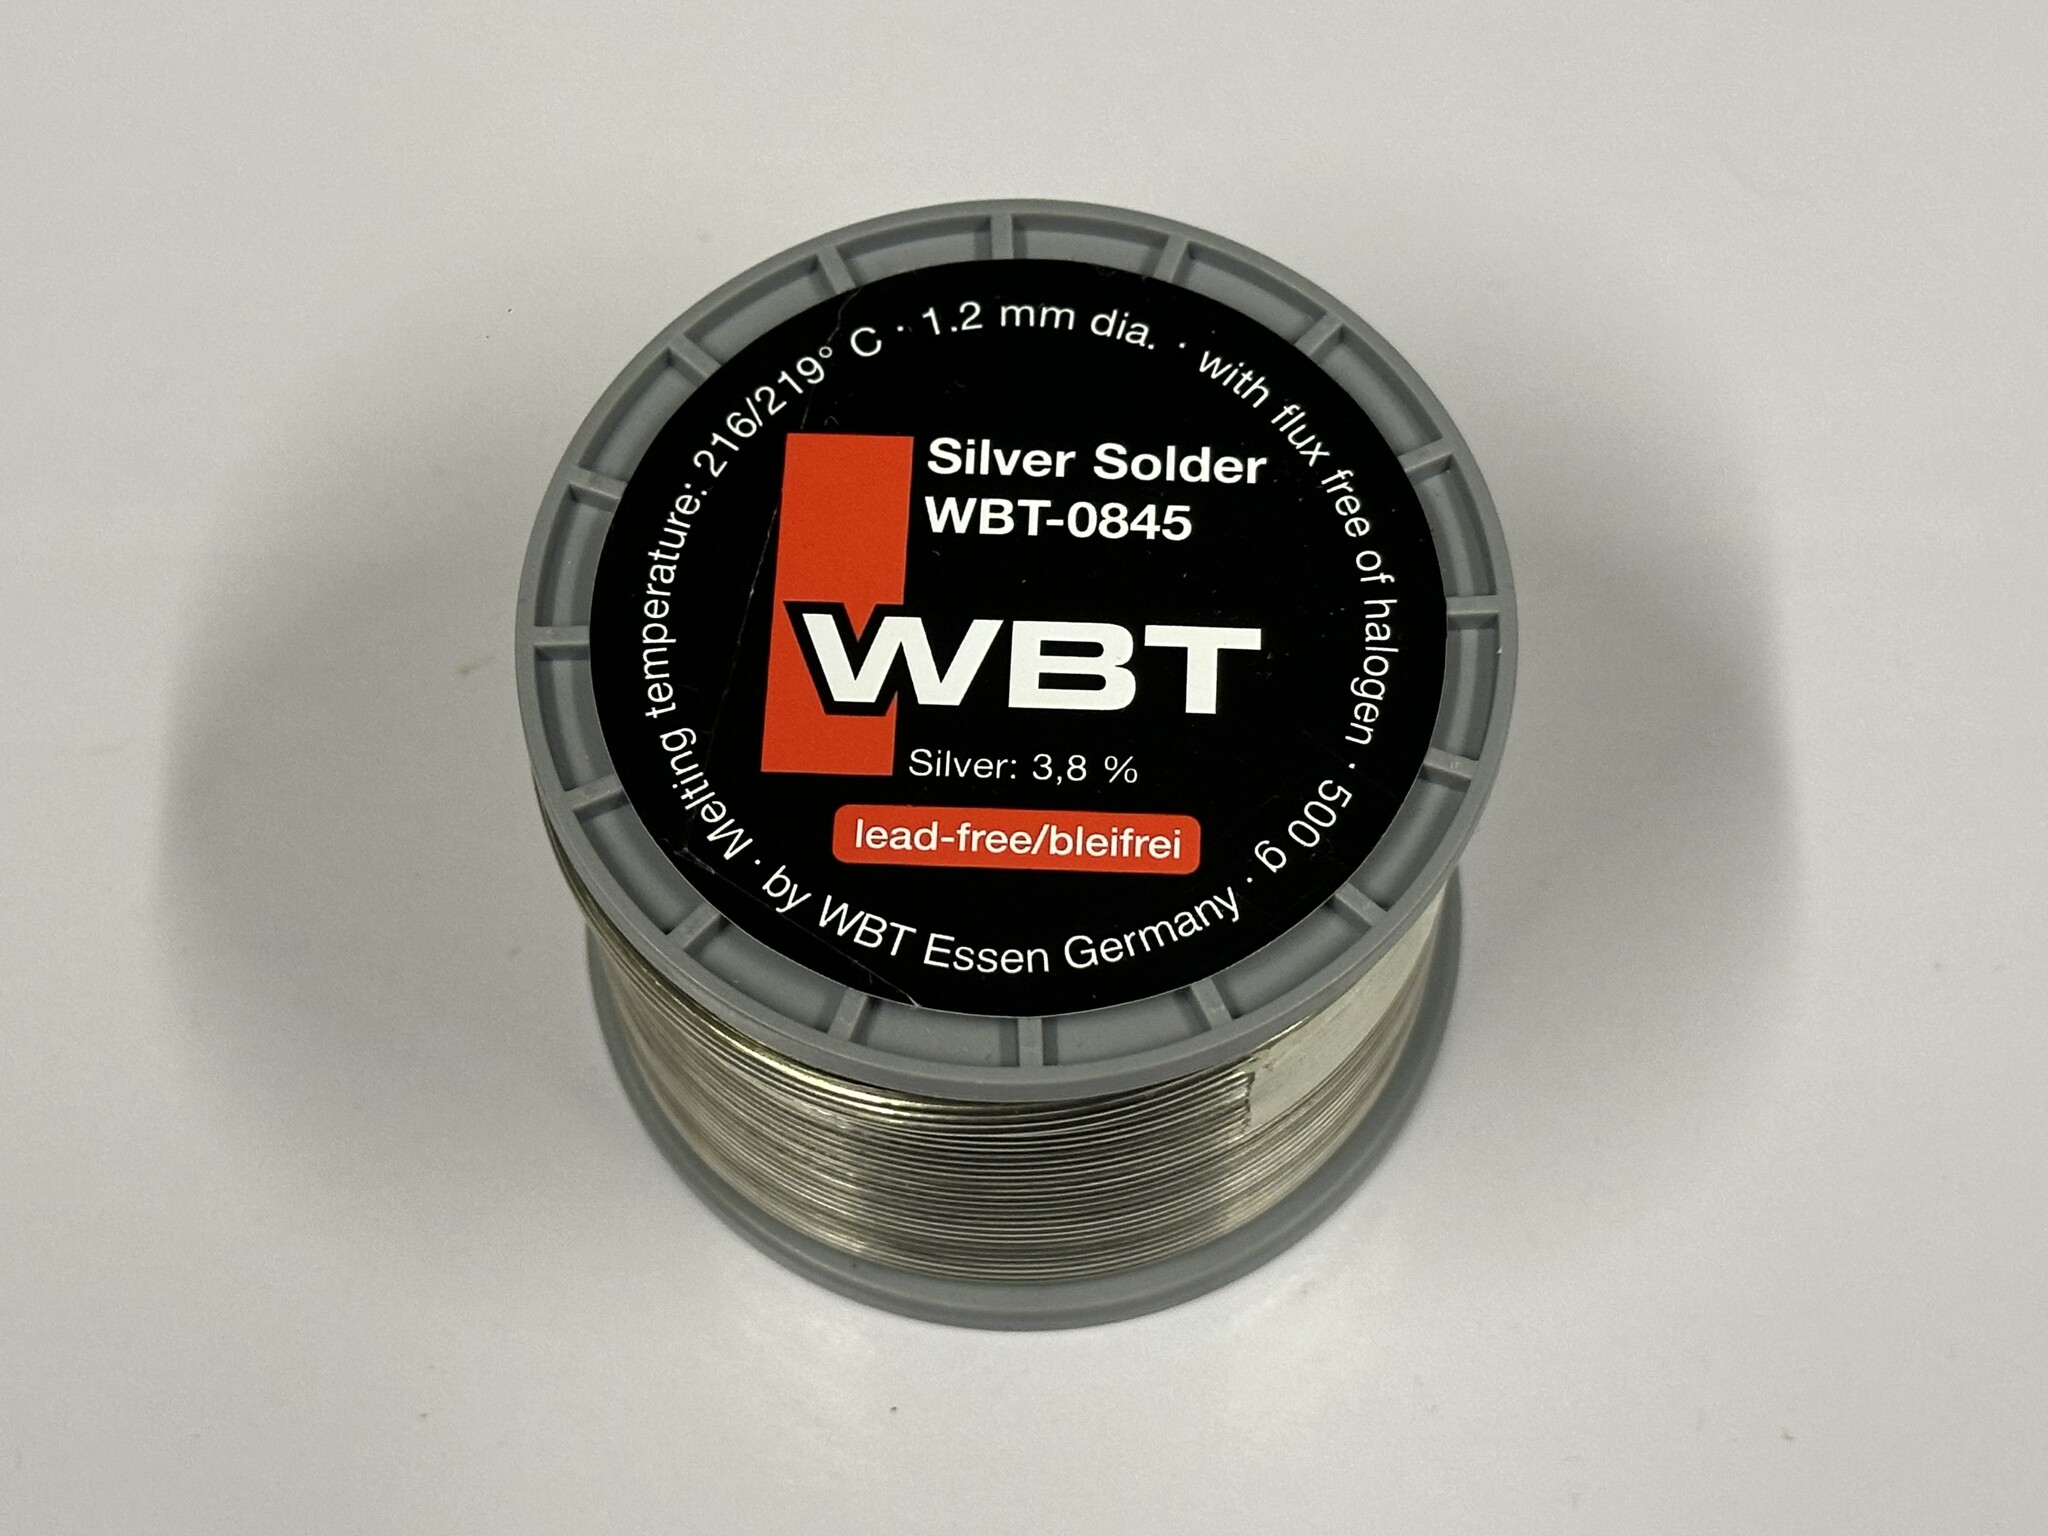 Silver Solder
WBT-0845
WBT
Silver: 3,8 %
lead-free/bleifrei
Melting temperature: 216/219° C · 1.2 mm dia. · with flux free of halogen · 500 g · by WBT Essen Germany ·